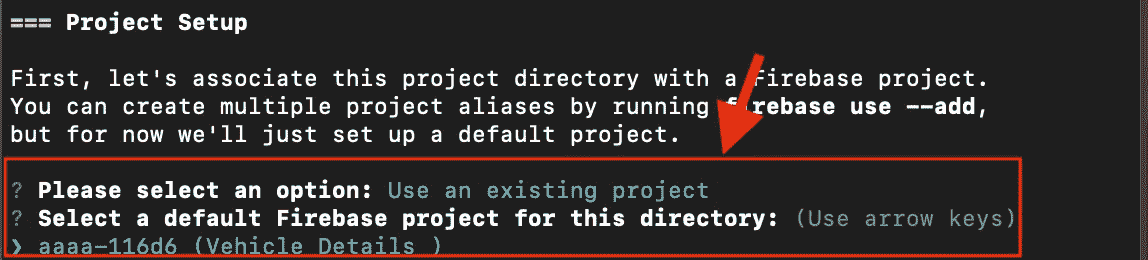 === Project Setup
First, let's associate this project directory with a Firebase project.
You can create multiple project aliases by running firebase use --add,
but for now we'll just set up a default project.
? Please select an option: Use an existing project
? Select a default Firebase project for this directory: (Use arrow keys)
❯ aaaa-116d6 (Vehicle Details )